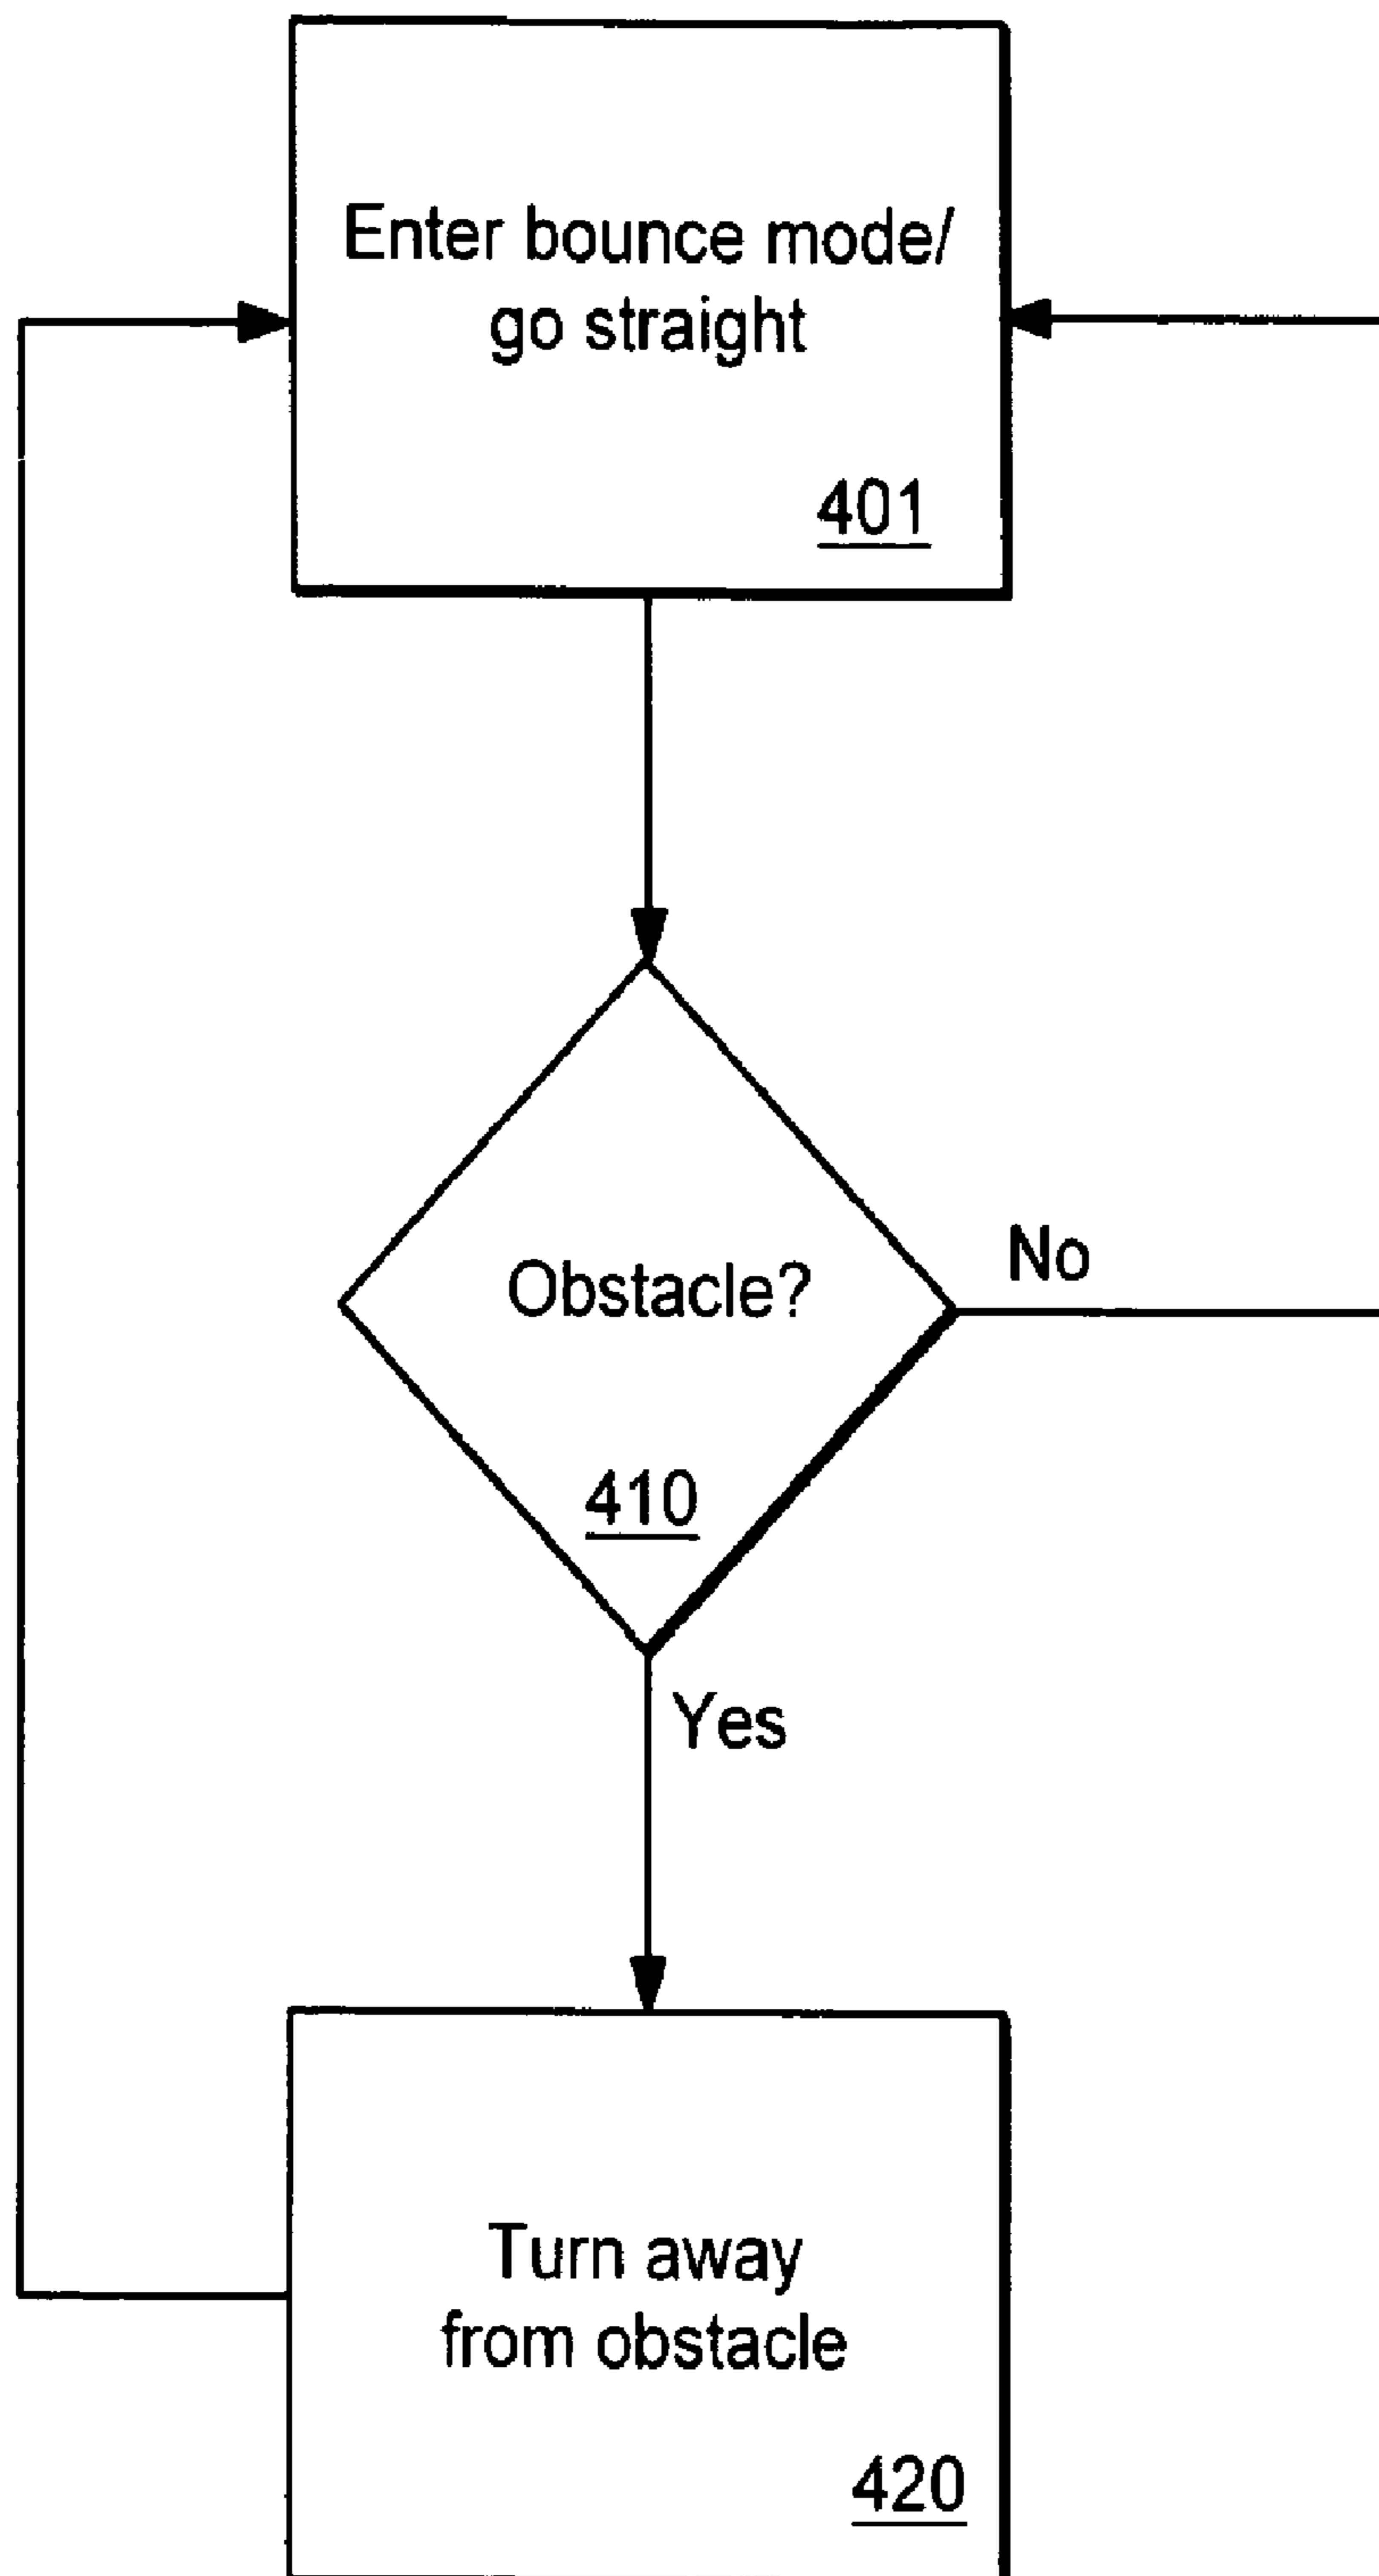 Enter bounce mode/
go straight
401
Obstacle?
410
No
Yes
Turn away
from obstacle
420